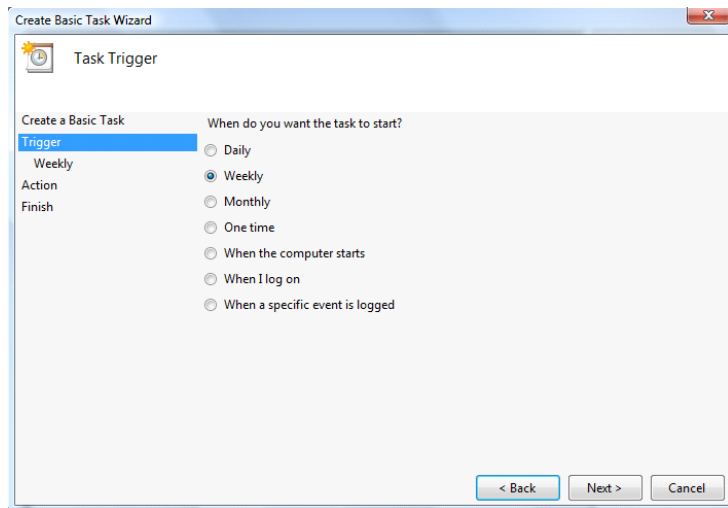 Create Basic Task Wizard
Task Trigger
Create a Basic Task
Trigger
Weekly
Action
Finish
When do you want the task to start?
Daily
Weekly
Monthly
One time
When the computer starts
When I log on
When a specific event is logged
< Back
Next >
Cancel